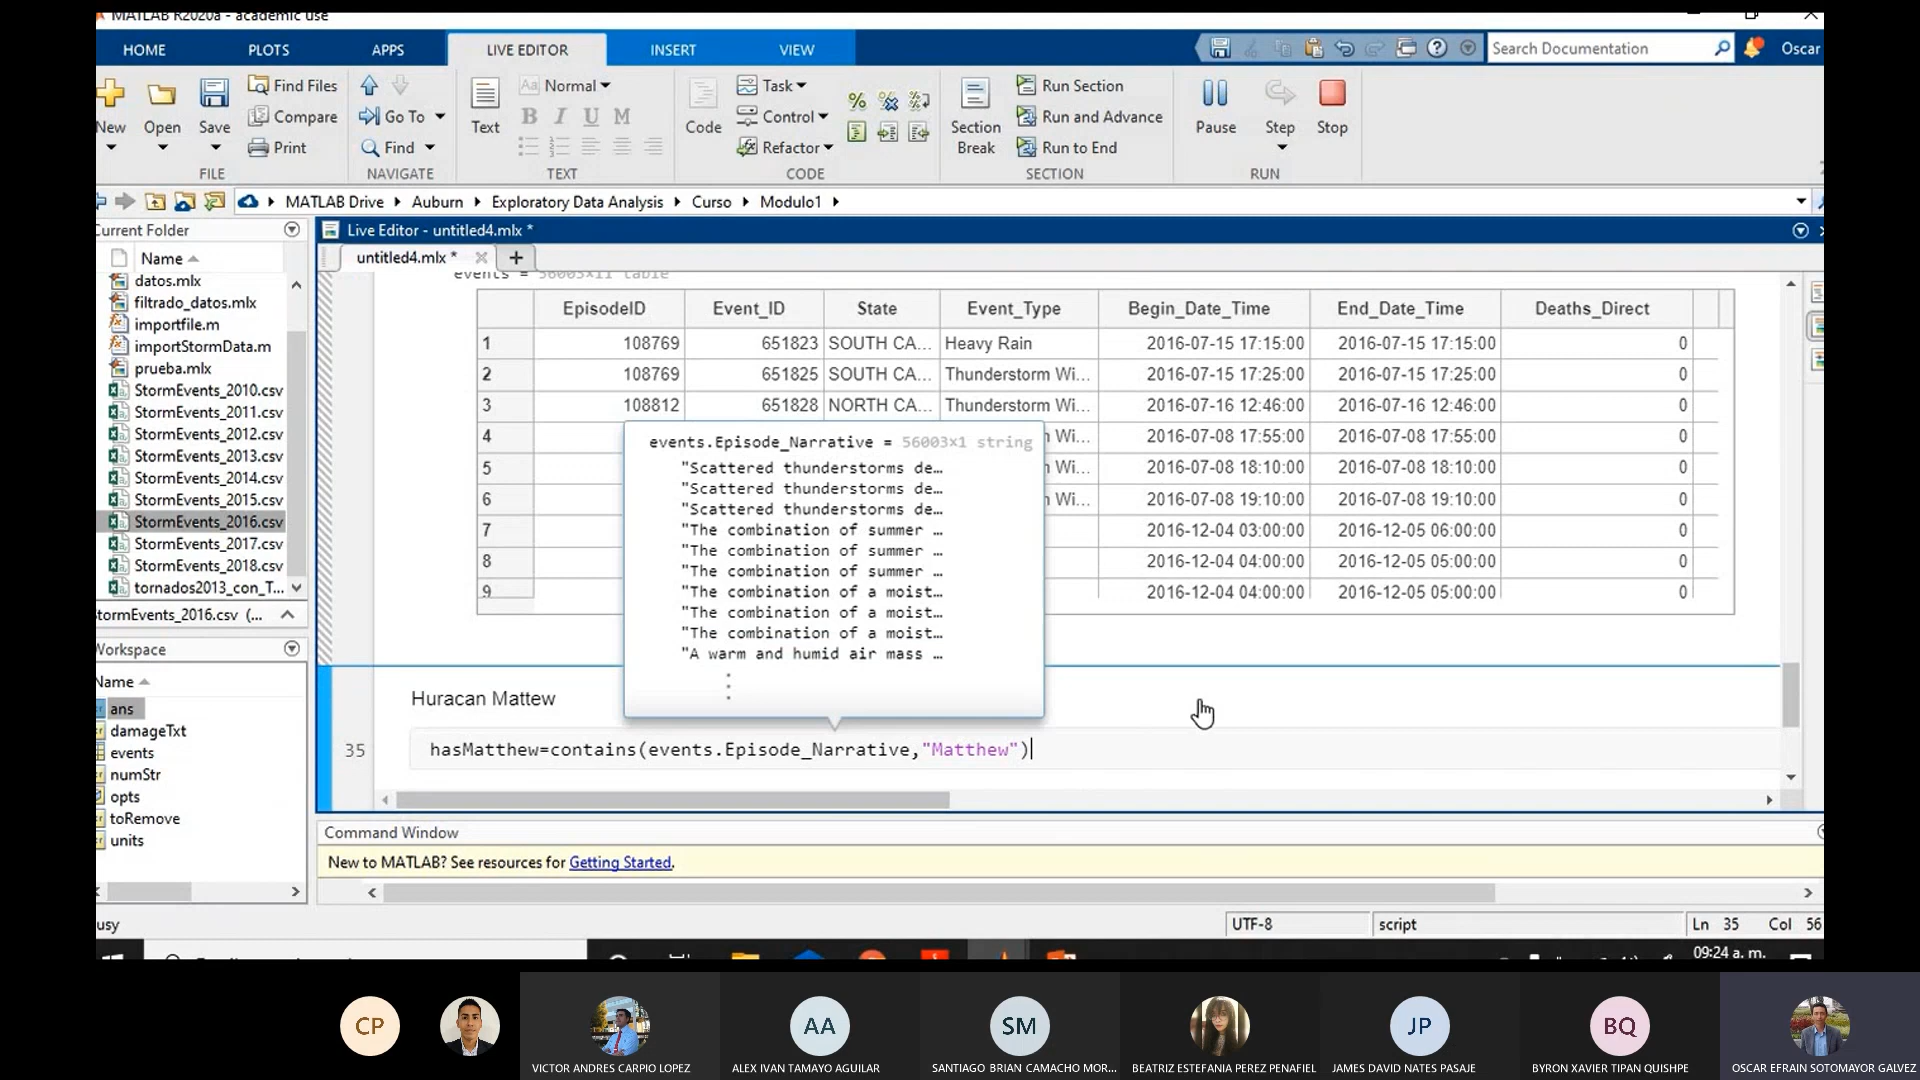 MATLAB R2020a - academic use
HOME PLOTS APPS LIVE EDITOR INSERT VIEW
Search Documentation
Oscar
New Open Save
Find Files
Compare
Print
FILE
Go To
Find
NAVIGATE
Text
Aa Normal
B I U M
TEXT
Code
Task
Control
Refactor
CODE
Section Break
Run Section
Run and Advance
Run to End
SECTION
Pause Step Stop
RUN
MATLAB Drive Auburn Exploratory Data Analysis Curso Modulo1
Current Folder
Name
datos.mlx
filtrado_datos.mlx
importfile.m
importStormData.m
prueba.mlx
StormEvents_2010.csv
StormEvents_2011.csv
StormEvents_2012.csv
StormEvents_2013.csv
StormEvents_2014.csv
StormEvents_2015.csv
StormEvents_2016.csv
StormEvents_2017.csv
StormEvents_2018.csv
tornados2013_con_T...
StormEvents_2016.csv (...
Workspace
Name
ans
damageTxt
events
numStr
opts
toRemove
units
Live Editor - untitled4.mlx *
untitled4.mlx *
events = 56003×11 table
EpisodeID Event_ID State Event_Type Begin_Date_Time End_Date_Time Deaths_Direct
1 108769 651823 SOUTH CA... Heavy Rain 2016-07-15 17:15:00 2016-07-15 17:15:00 0
2 108769 651825 SOUTH CA... Thunderstorm Wi... 2016-07-15 17:25:00 2016-07-15 17:25:00 0
3 108812 651828 NORTH CA... Thunderstorm Wi... 2016-07-16 12:46:00 2016-07-16 12:46:00 0
4 Wi... 2016-07-08 17:55:00 2016-07-08 17:55:00 0
5 Wi... 2016-07-08 18:10:00 2016-07-08 18:10:00 0
6 Wi... 2016-07-08 19:10:00 2016-07-08 19:10:00 0
7 2016-12-04 03:00:00 2016-12-05 06:00:00 0
8 2016-12-04 04:00:00 2016-12-05 05:00:00 0
9 2016-12-04 04:00:00 2016-12-05 05:00:00 0
events.Episode_Narrative = 56003×1 string
"Scattered thunderstorms de…
"Scattered thunderstorms de…
"Scattered thunderstorms de…
"The combination of summer …
"The combination of summer …
"The combination of summer …
"The combination of a moist…
"The combination of a moist…
"The combination of a moist…
"A warm and humid air mass …
Huracan Mattew
35 hasMatthew=contains(events.Episode_Narrative,"Matthew")
Command Window
New to MATLAB? See resources for Getting Started.
usy
UTF-8 script Ln 35 Col 56
09:24 a. m.
CP AA SM JP BQ
VICTOR ANDRES CARPIO LOPEZ
ALEX IVAN TAMAYO AGUILAR
SANTIAGO BRIAN CAMACHO MOR...
BEATRIZ ESTEFANIA PEREZ PENAFIEL
JAMES DAVID NATES PASAJE
BYRON XAVIER TIPAN QUISHPE
OSCAR EFRAIN SOTOMAYOR GALVEZ